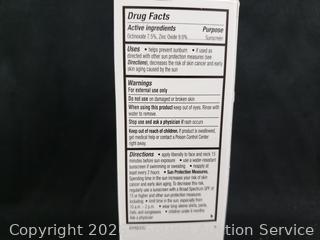 Drug Facts
Active ingredients Purpose
Octinoxate 7.5%, Zinc Oxide 9.0% Sunscreen
Uses • helps prevent sunburn • if used as
directed with other sun protection measures (see
Directions), decreases the risk of skin cancer and early
skin aging caused by the sun
Warnings
For external use only
Do not use on damaged or broken skin
When using this product keep out of eyes. Rinse with
water to remove.
Stop use and ask a physician if rash occurs
Keep out of reach of children. If product is swallowed,
get medical help or contact a Poison Control Center
right away.
Directions • apply liberally to face and neck 15
minutes before sun exposure • use a water-resistant
sunscreen if swimming or sweating • reapply at
least every 2 hours • Sun Protection Measures.
Spending time in the sun increases your risk of skin
cancer and early skin aging. To decrease this risk,
regularly use a sunscreen with a Broad Spectrum SPF of
15 or higher and other sun protection measures
including: • limit time in the sun, especially from
10 a.m. – 2 p.m. • wear long-sleeve shirts, pants,
hats, and sunglasses • children under 6 months:
ask a physician
Copyright 202 tion Service